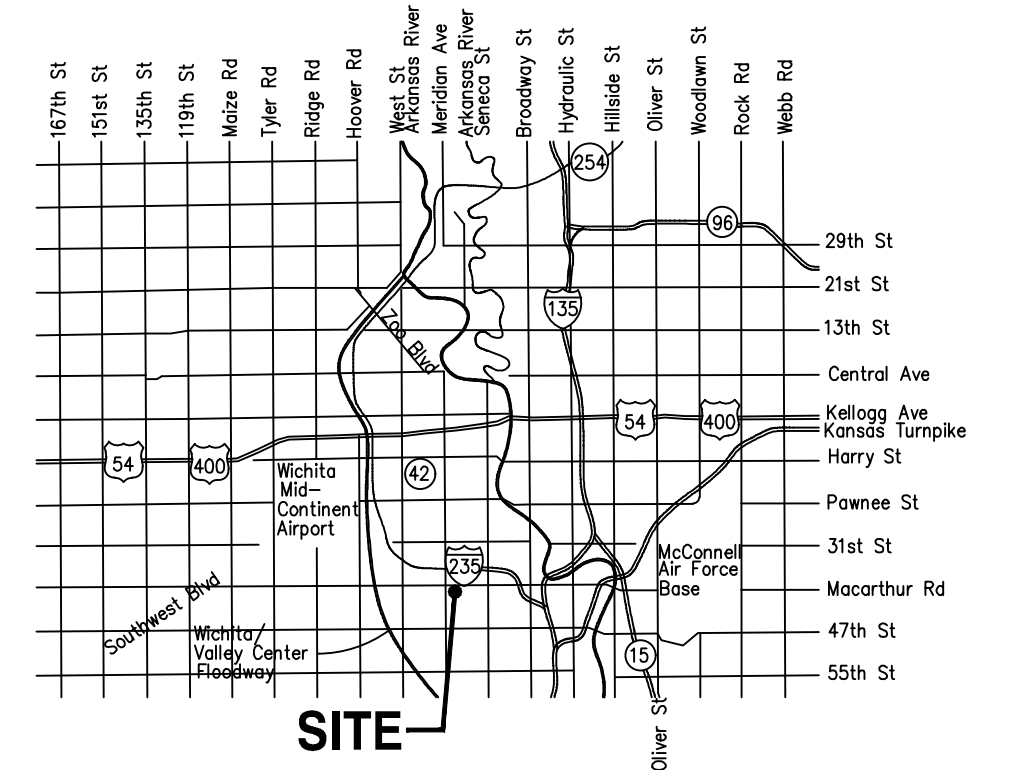 167th St
151st St
135th St
119th St
Maize Rd
Tyler Rd
Ridge Rd
Hoover Rd
West St
Arkansas River
Meridian Ave
Arkansas River
Seneca St
Broadway St
Hydraulic St
Hillside St
Oliver St
Woodlawn St
Rock Rd
Webb Rd
254
96
29th St
21st St
135
13th St
Zoo Blvd
Central Ave
Kellogg Ave
54
400
Kansas Turnpike
54
400
Harry St
Wichita
Mid-
Continent
Airport
42
Pawnee St
31st St
McConnell
Air Force
Base
235
Macarthur Rd
Southwest Blvd
Wichita/
Valley Center
Floodway
47th St
15
55th St
SITE
Oliver St